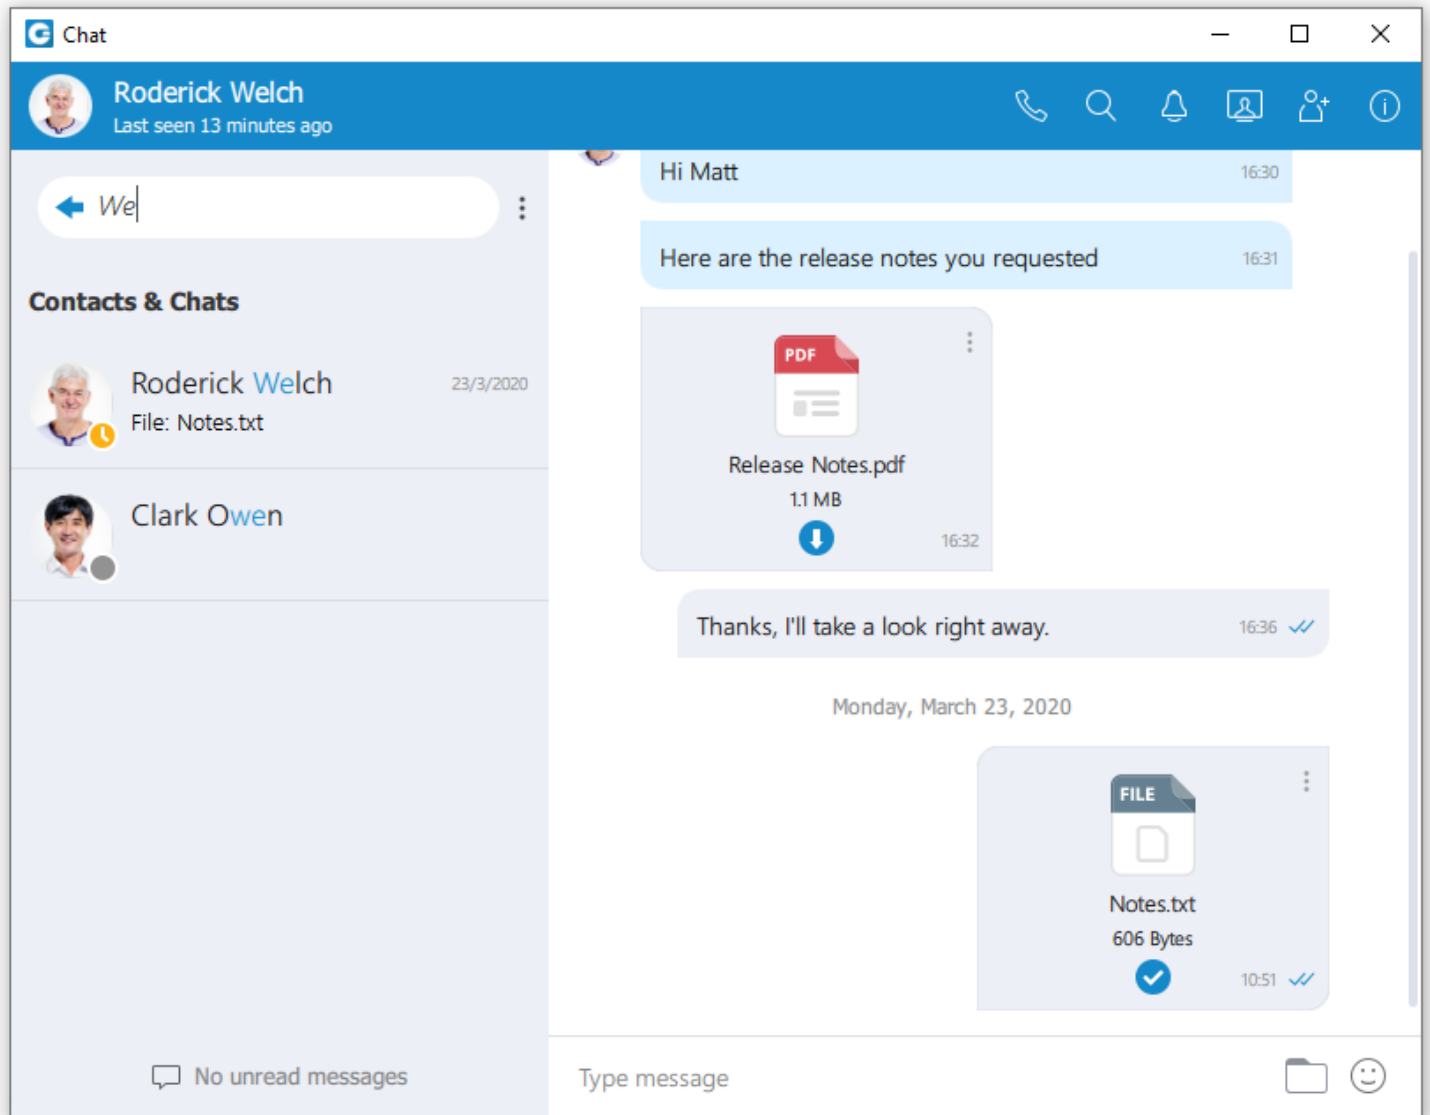 Chat
Roderick Welch
Last seen 13 minutes ago
We
Contacts & Chats
Roderick Welch
23/3/2020
File: Notes.txt
Clark Owen
No unread messages
Hi Matt
16:30
Here are the release notes you requested
16:31
PDF
Release Notes.pdf
1.1 MB
16:32
Thanks, I'll take a look right away.
16:36
Monday, March 23, 2020
FILE
Notes.txt
606 Bytes
10:51
Type message